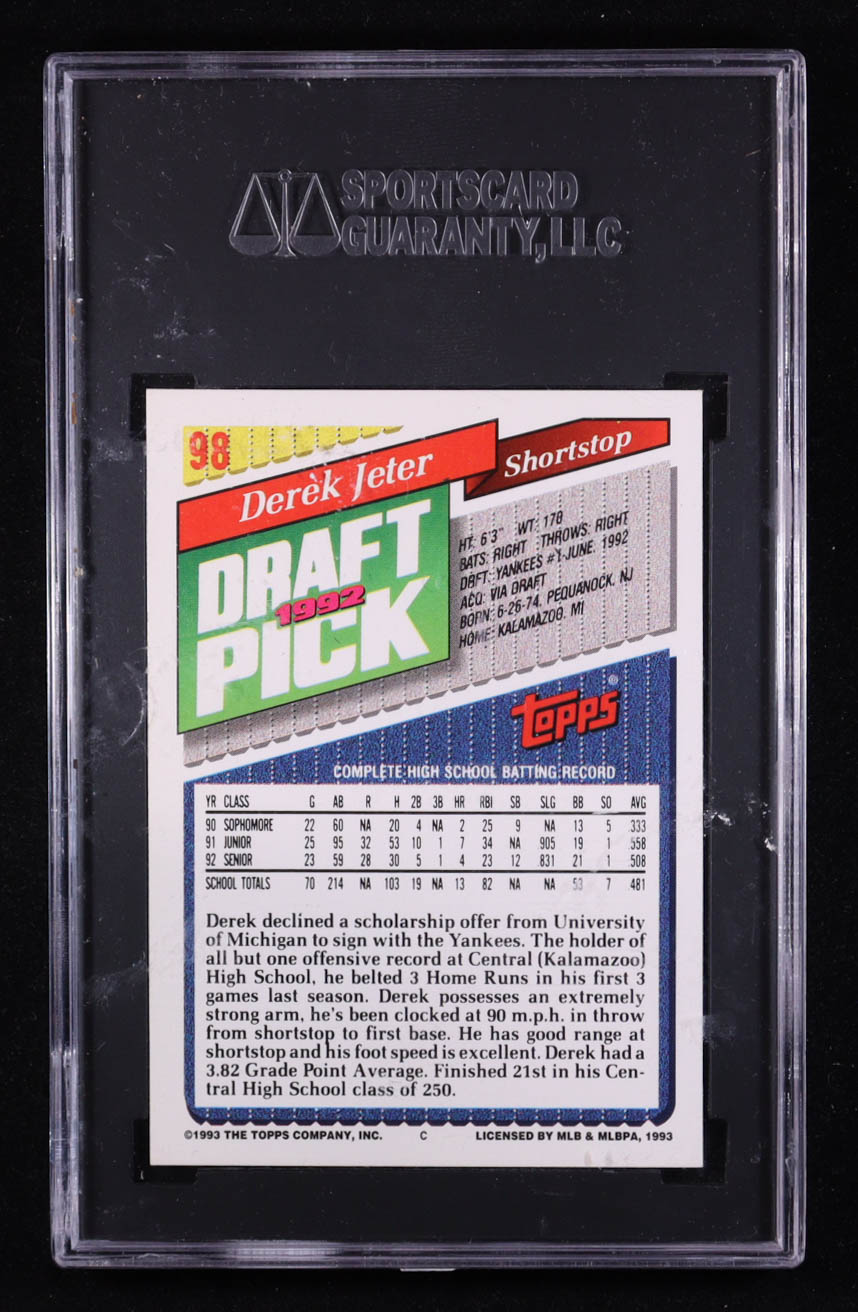 SPORTSCARD
GUARANTY, LLC
98
Derek Jeter
Shortstop
DRAFT
1992
PICK
HT: 6'3" WT: 178
BATS: RIGHT THROWS: RIGHT
DRFT: YANKEES #1-JUNE, 1992
ACQ: VIA DRAFT
BORN: 6-26-74, PEQUANOCK, NJ
HOME: KALAMAZOO, MI
topps®
COMPLETE HIGH SCHOOL BATTING RECORD
YR CLASS G AB R H 2B 3B HR RBI SB SLG BB SO AVG
90 SOPHOMORE 22 60 NA 20 4 NA 2 25 9 NA 13 5 .333
91 JUNIOR 25 95 32 53 10 1 7 34 NA .905 19 1 .558
92 SENIOR 23 59 28 30 5 1 4 23 12 .831 21 1 .508
SCHOOL TOTALS 70 214 NA 103 19 NA 13 82 NA NA 53 7 .481
Derek declined a scholarship offer from University
of Michigan to sign with the Yankees. The holder of
all but one offensive record at Central (Kalamazoo)
High School, he belted 3 Home Runs in his first 3
games last season. Derek possesses an extremely
strong arm, he's been clocked at 90 m.p.h. in throw
from shortstop to first base. He has good range at
shortstop and his foot speed is excellent. Derek had a
3.82 Grade Point Average. Finished 21st in his Cen-
tral High School class of 250.
©1993 THE TOPPS COMPANY, INC. C LICENSED BY MLB & MLBPA, 1993